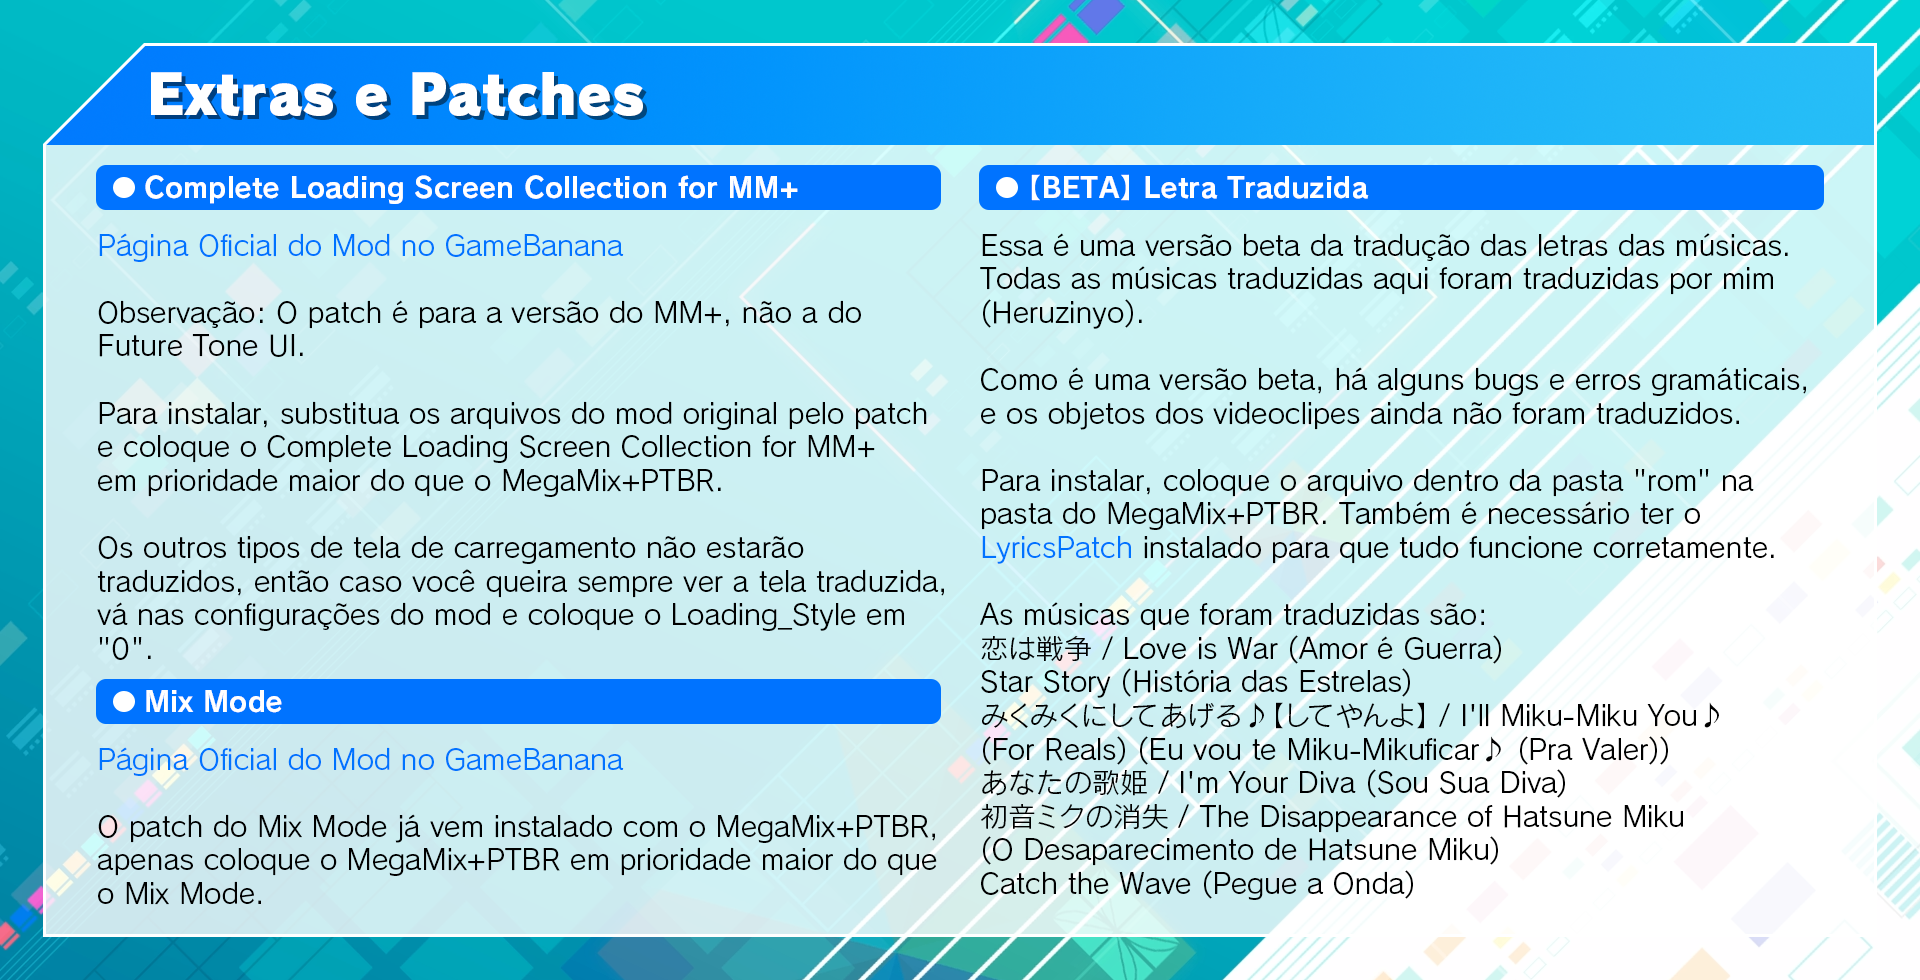 Extras e Patches
● Complete Loading Screen Collection for MM+
Página Oficial do Mod no GameBanana
Observação: O patch é para a versão do MM+, não a do
Future Tone UI.
Para instalar, substitua os arquivos do mod original pelo patch
e coloque o Complete Loading Screen Collection for MM+
em prioridade maior do que o MegaMix+PTBR.
Os outros tipos de tela de carregamento não estarão
traduzidos, então caso você queira sempre ver a tela traduzida,
vá nas configurações do mod e coloque o Loading_Style em
"0".
● Mix Mode
Página Oficial do Mod no GameBanana
O patch do Mix Mode já vem instalado com o MegaMix+PTBR,
apenas coloque o MegaMix+PTBR em prioridade maior do que
o Mix Mode.
● 【BETA】 Letra Traduzida
Essa é uma versão beta da tradução das letras das músicas.
Todas as músicas traduzidas aqui foram traduzidas por mim
(Heruzinyo).
Como é uma versão beta, há alguns bugs e erros gramáticais,
e os objetos dos videoclipes ainda não foram traduzidos.
Para instalar, coloque o arquivo dentro da pasta "rom" na
pasta do MegaMix+PTBR. Também é necessário ter o
LyricsPatch instalado para que tudo funcione corretamente.
As músicas que foram traduzidas são:
恋は戦争 / Love is War (Amor é Guerra)
Star Story (História das Estrelas)
みくみくにしてあげる♪【してやんよ】 / I'll Miku-Miku You♪
(For Reals) (Eu vou te Miku-Mikuficar♪ (Pra Valer))
あなたの歌姫 / I'm Your Diva (Sou Sua Diva)
初音ミクの消失 / The Disappearance of Hatsune Miku
(O Desaparecimento de Hatsune Miku)
Catch the Wave (Pegue a Onda)